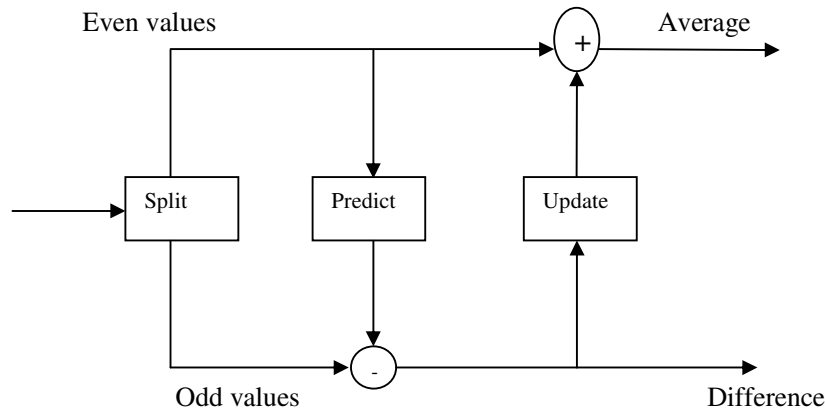 Even values
Average
+
Split
Predict
Update
-
Odd values
Difference